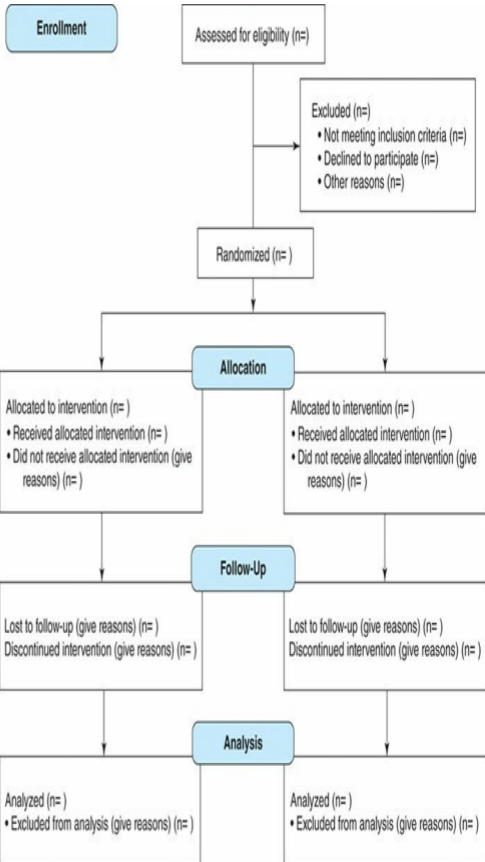 Enrollment
Assessed for eligibility (n=)
Excluded (n=)
• Not meeting inclusion criteria (n=)
• Declined to participate (n=)
• Other reasons (n=)
Randomized (n= )
Allocation
Allocated to intervention (n= )
• Received allocated intervention (n= )
• Did not receive allocated intervention (give
reasons) (n= )
Allocated to intervention (n= )
• Received allocated intervention (n= )
• Did not receive allocated intervention (give
reasons) (n= )
Follow-Up
Lost to follow-up (give reasons) (n= )
Discontinued intervention (give reasons) (n= )
Lost to follow-up (give reasons) (n= )
Discontinued intervention (give reasons) (n= )
Analysis
Analyzed (n= )
• Excluded from analysis (give reasons) (n= )
Analyzed (n= )
• Excluded from analysis (give reasons) (n= )